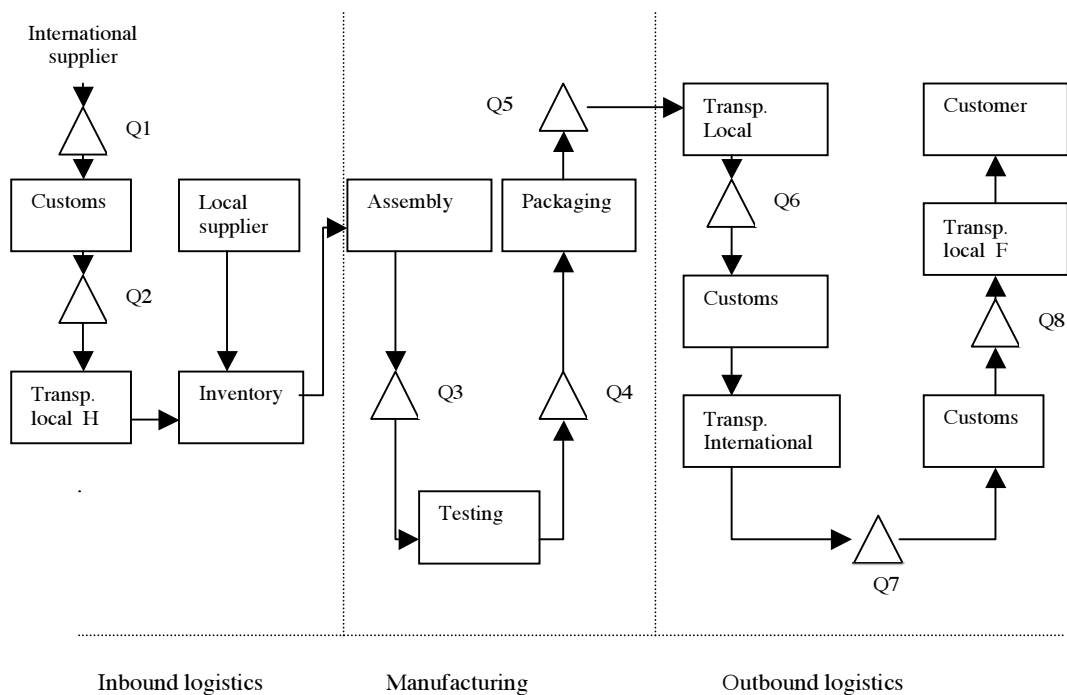 International
supplier
Q1
Customs
Local
supplier
Q2
Transp.
local H
Inventory
Assembly
Packaging
Q5
Q3
Q4
Testing
Transp.
Local
Q6
Customs
Transp.
International
Q7
Customs
Q8
Transp.
local F
Customer
Inbound logistics
Manufacturing
Outbound logistics